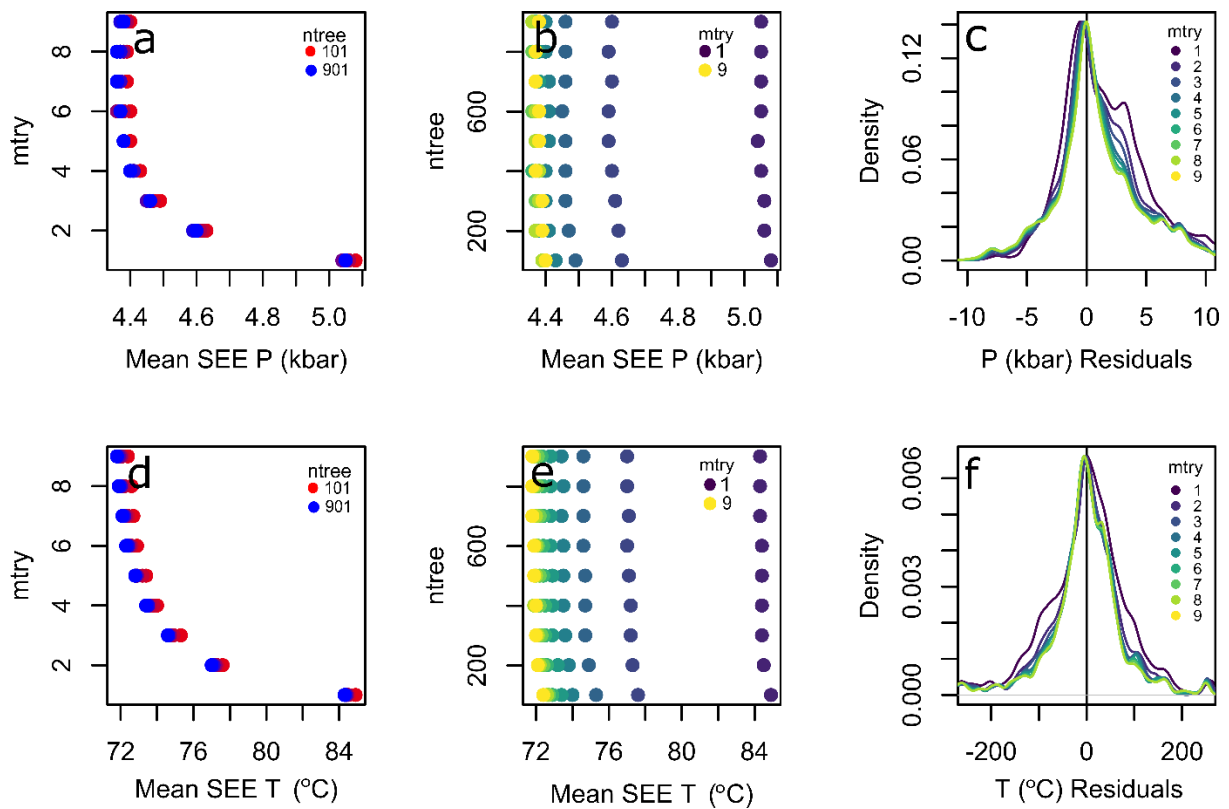 a
ntree
101
901
mtry
8
6
4
2
4.4 4.6 4.8 5.0
Mean SEE P (kbar)
b
mtry
1
9
ntree
600
200
4.4 4.6 4.8 5.0
Mean SEE P (kbar)
c
mtry
1
2
3
4
5
6
7
8
9
Density
0.12
0.06
0.00
-10 -5 0 5 10
P (kbar) Residuals
d
ntree
101
901
mtry
8
6
4
2
72 76 80 84
Mean SEE T (°C)
e
mtry
1
9
ntree
600
200
72 76 80 84
Mean SEE T (°C)
f
mtry
1
2
3
4
5
6
7
8
9
Density
0.006
0.003
0.000
-200 0 200
T (°C) Residuals